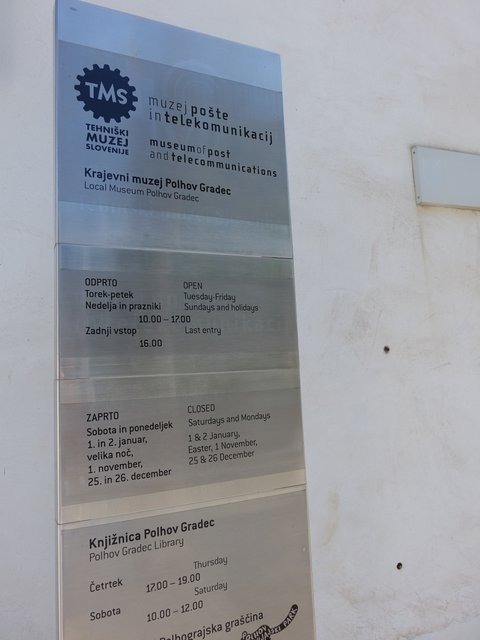 TMS
TEHNIŠKI
MUZEJ
SLOVENIJE
muzej pošte
in telekomunikacij
museum of post
and telecommunications
Krajevni muzej Polhov Gradec
Local Museum Polhov Gradec
ODPRTO OPEN
Torek-petek Tuesday-Friday
Nedelja in prazniki Sundays and holidays
10.00 – 17.00
Zadnji vstop Last entry
16.00
ZAPRTO CLOSED
Sobota in ponedeljek Saturdays and Mondays
1. in 2. januar, 1 & 2 January,
velika noč, Easter, 1 November,
1. november, 25 & 26 December
25. in 26. december
Knjižnica Polhov Gradec
Polhov Gradec Library
Četrtek Thursday
17.00 – 19.00
Sobota Saturday
10.00 – 12.00
Polhograjska graščina
PARK